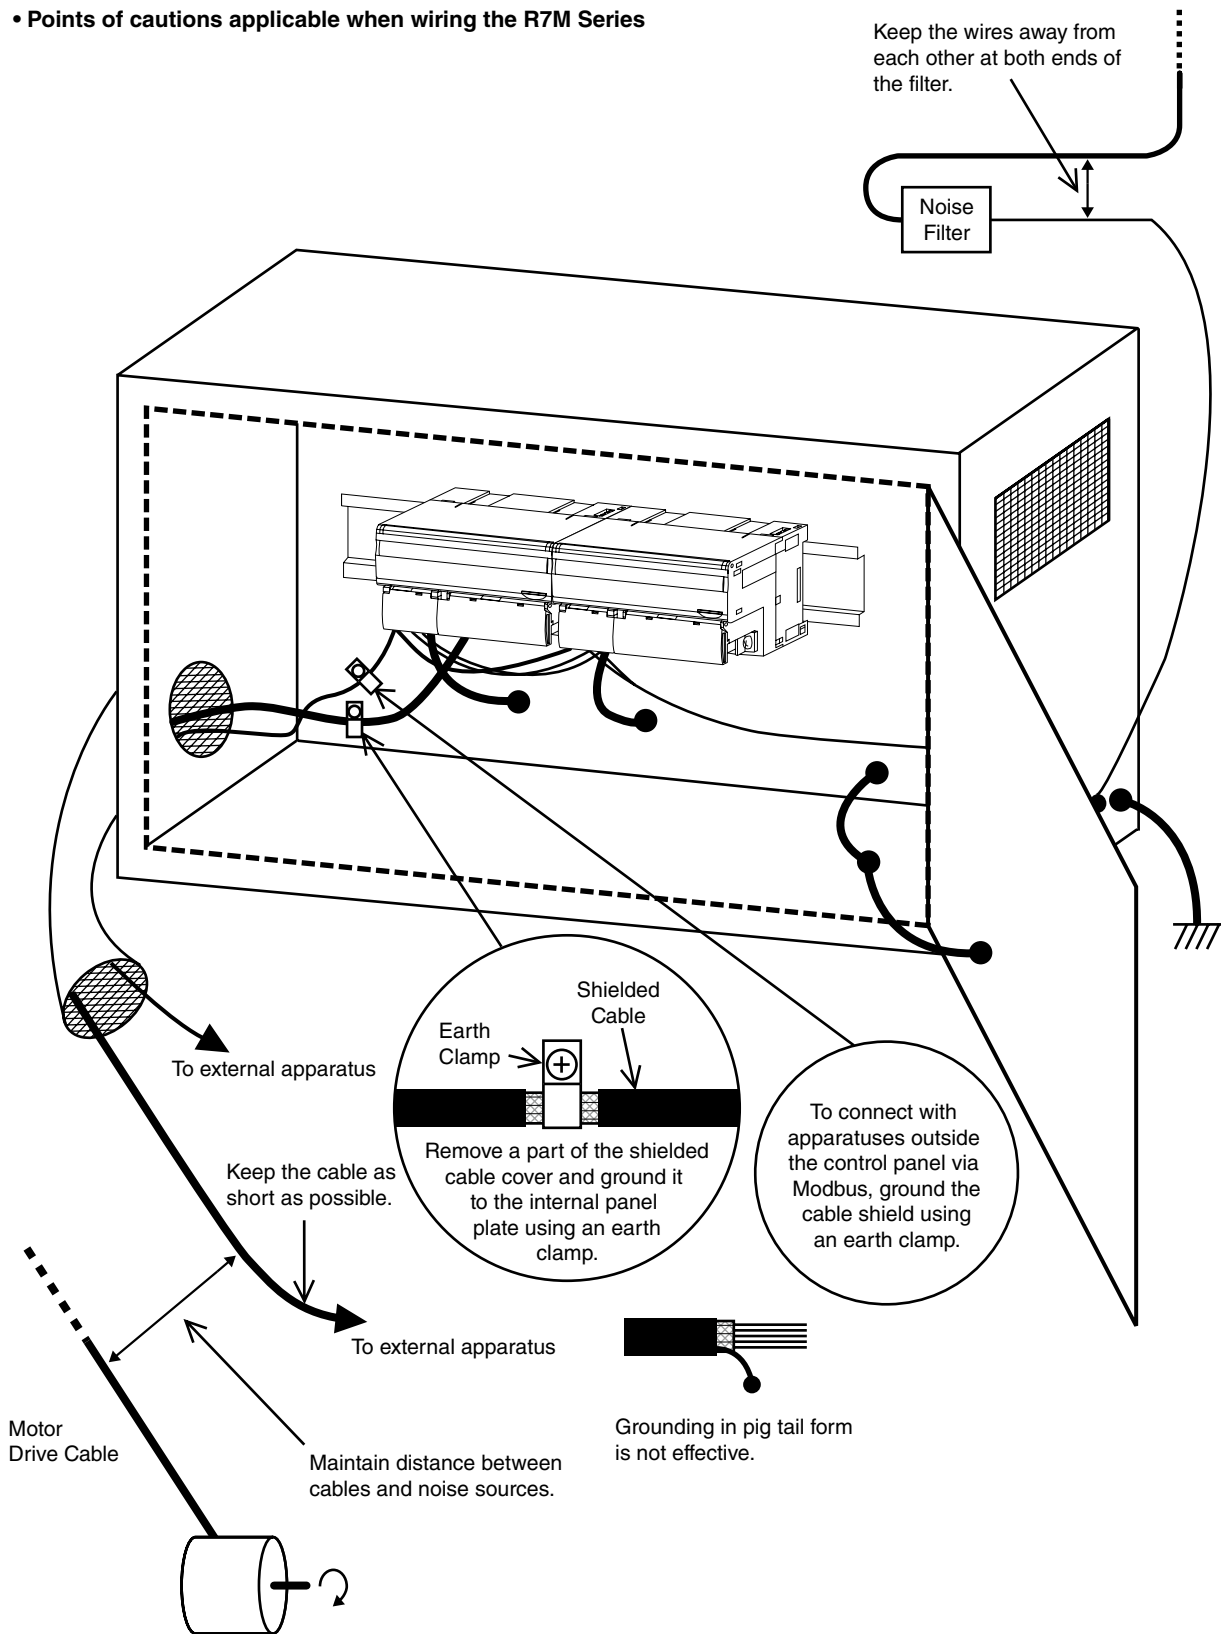 • Points of cautions applicable when wiring the R7M Series
Keep the wires away from
each other at both ends of
the filter.
Noise
Filter
Shielded
Cable
Earth
Clamp
To external apparatus
Remove a part of the shielded
cable cover and ground it
to the internal panel
plate using an earth
clamp.
To connect with
apparatuses outside
the control panel via
Modbus, ground the
cable shield using
an earth clamp.
Keep the cable as
short as possible.
To external apparatus
Grounding in pig tail form
is not effective.
Motor
Drive Cable
Maintain distance between
cables and noise sources.